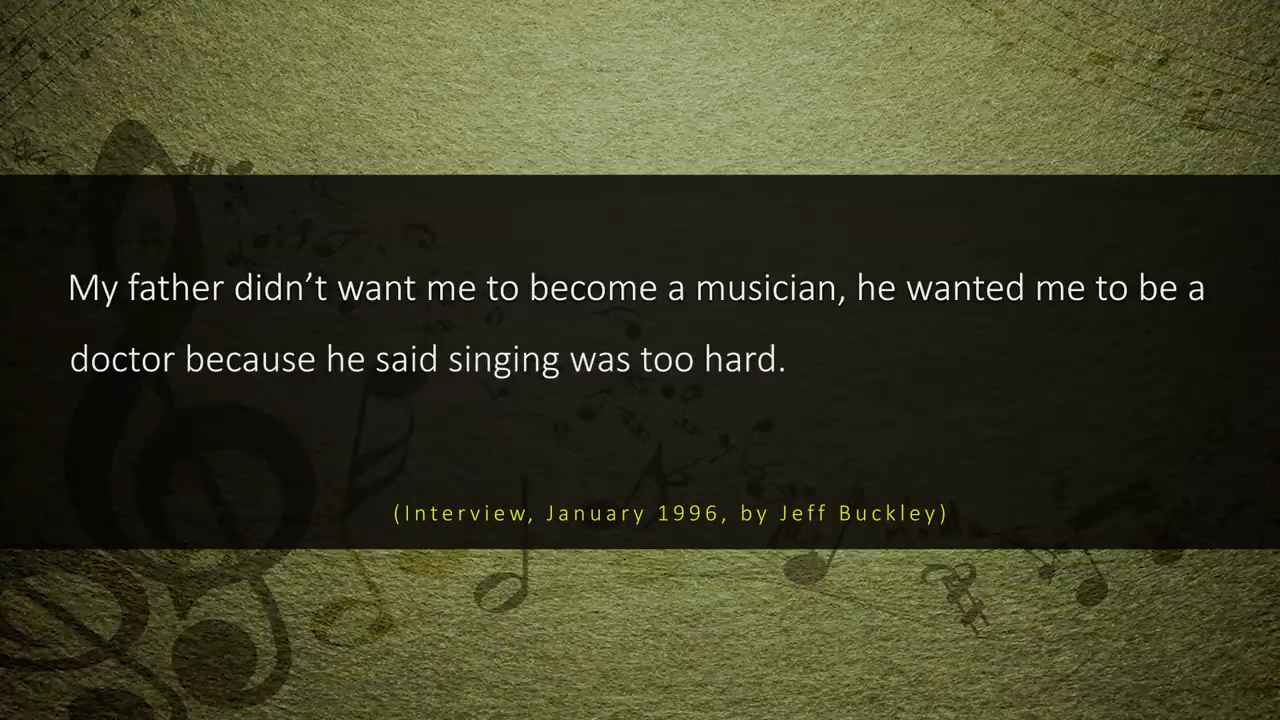 My father didn’t want me to become a musician, he wanted me to be a
doctor because he said singing was too hard.
(Interview, January 1996, by Jeff Buckley)